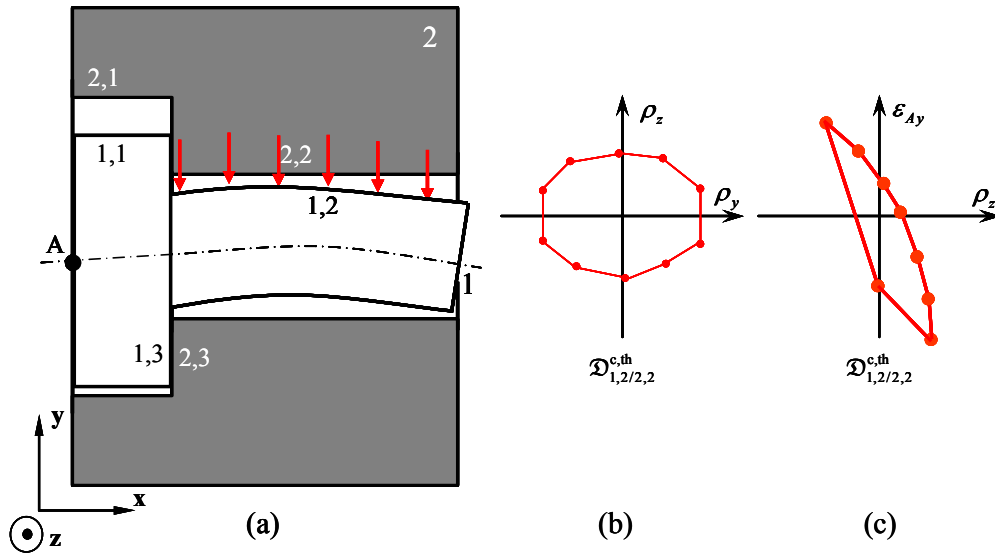 2
2,1
1,1
2,2
1,2
A
1
1,3
2,3
y
x
z
(a)
ρz
ρy
𝔇c,th1,2/2,2
(b)
εAy
ρz
𝔇c,th1,2/2,2
(c)